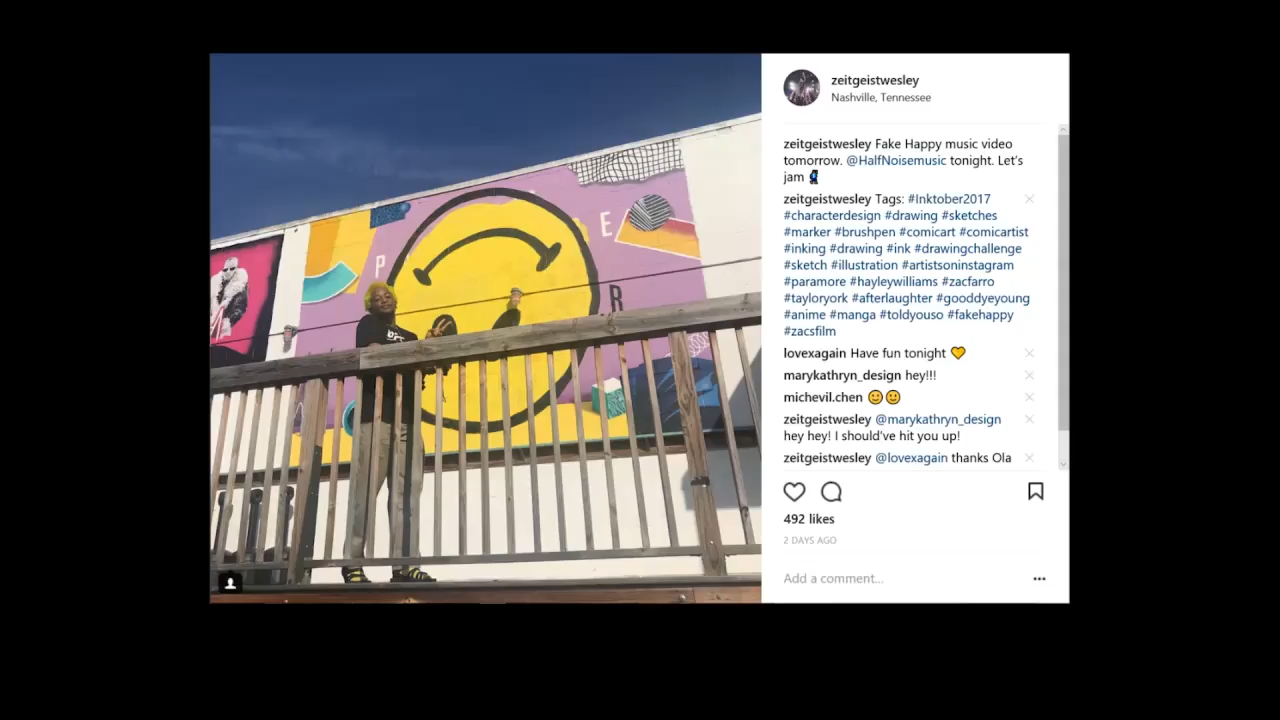 zeitgeistwesley
Nashville, Tennessee
zeitgeistwesley Fake Happy music video
tomorrow. @HalfNoisemusic tonight. Let's
jam
zeitgeistwesley Tags: #Inktober2017
#characterdesign #drawing #sketches
#marker #brushpen #comicart #comicartist
#inking #drawing #ink #drawingchallenge
#sketch #illustration #artistsoninstagram
#paramore #hayleywilliams #zacfarro
#tayloryork #afterlaughter #gooddyeyoung
#anime #manga #toldyouso #fakehappy
#zacsfilm
lovexagain Have fun tonight 💛
marykathryn_design hey!!!
michevil.chen 🙂🙂
zeitgeistwesley @marykathryn_design
hey hey! I should've hit you up!
zeitgeistwesley @lovexagain thanks Ola
492 likes
2 DAYS AGO
Add a comment...
P
E
R